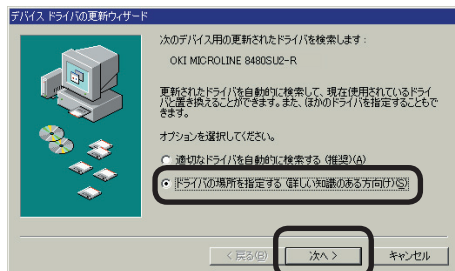 デバイス ドライバの更新ウィザード
次のデバイス用の更新されたドライバを検索します:
OKI MICROLINE 8480SU2-R
更新されたドライバを自動的に検索して、現在使用されているドライ
バと置き換えることができます。また、ほかのドライバを指定することもで
きます。
オプションを選択してください。
適切なドライバを自動的に検索する (推奨)(A)
ドライバの場所を指定する (詳しい知識のある方向け)(S)
< 戻る(B)
次へ >
キャンセル